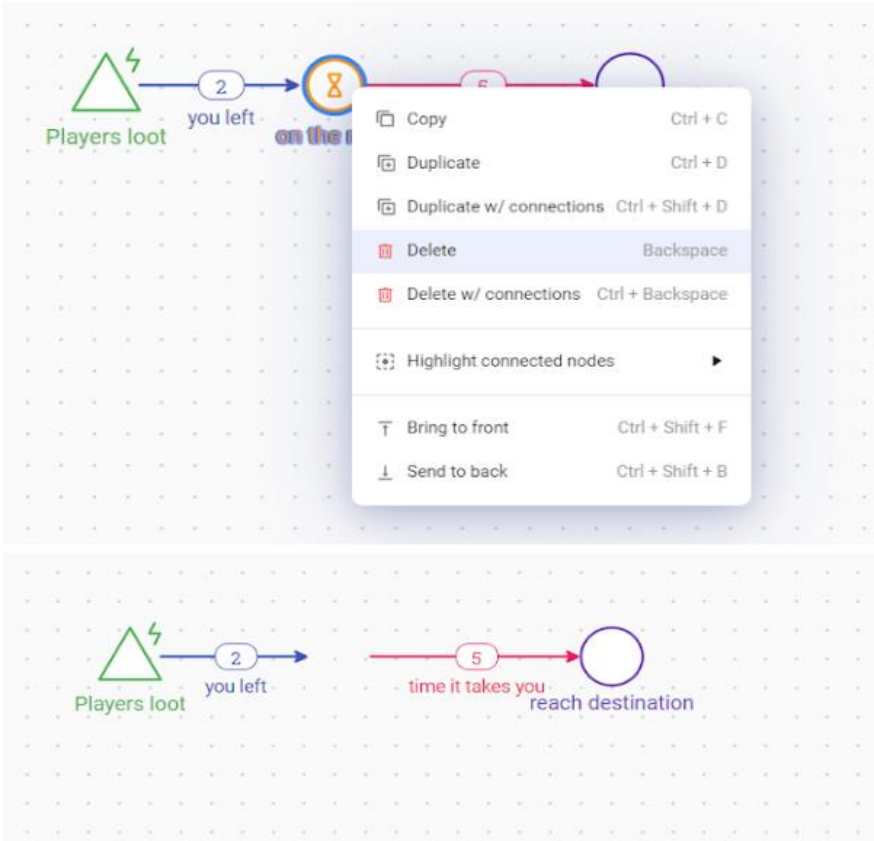 2
you left
Players loot
on the
Copy Ctrl + C
Duplicate Ctrl + D
Duplicate w/ connections Ctrl + Shift + D
Delete Backspace
Delete w/ connections Ctrl + Backspace
Highlight connected nodes
Bring to front Ctrl + Shift + F
Send to back Ctrl + Shift + B
2
you left
Players loot
5
time it takes you
reach destination